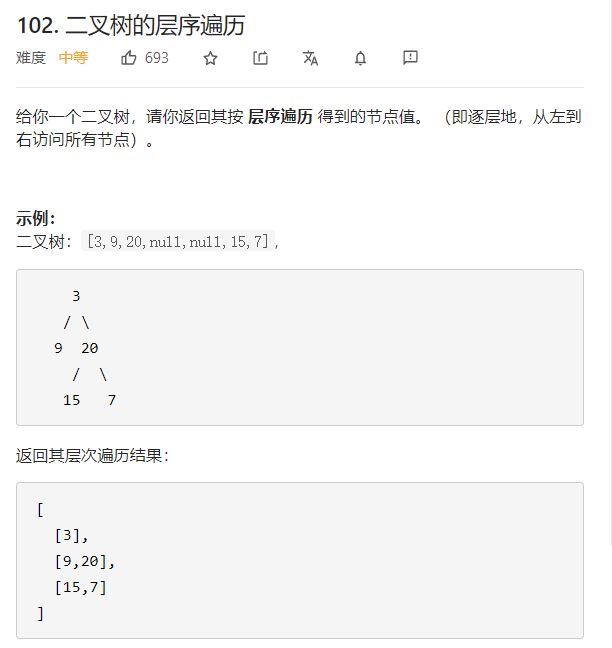 102. 二叉树的层序遍历
难度 中等 693
给你一个二叉树，请你返回其按 层序遍历 得到的节点值。 （即逐层地，从左到
右访问所有节点）。
示例：
二叉树：[3,9,20,null,null,15,7],
3
/ \
9 20
/ \
15 7
返回其层次遍历结果：
[
[3],
[9,20],
[15,7]
]